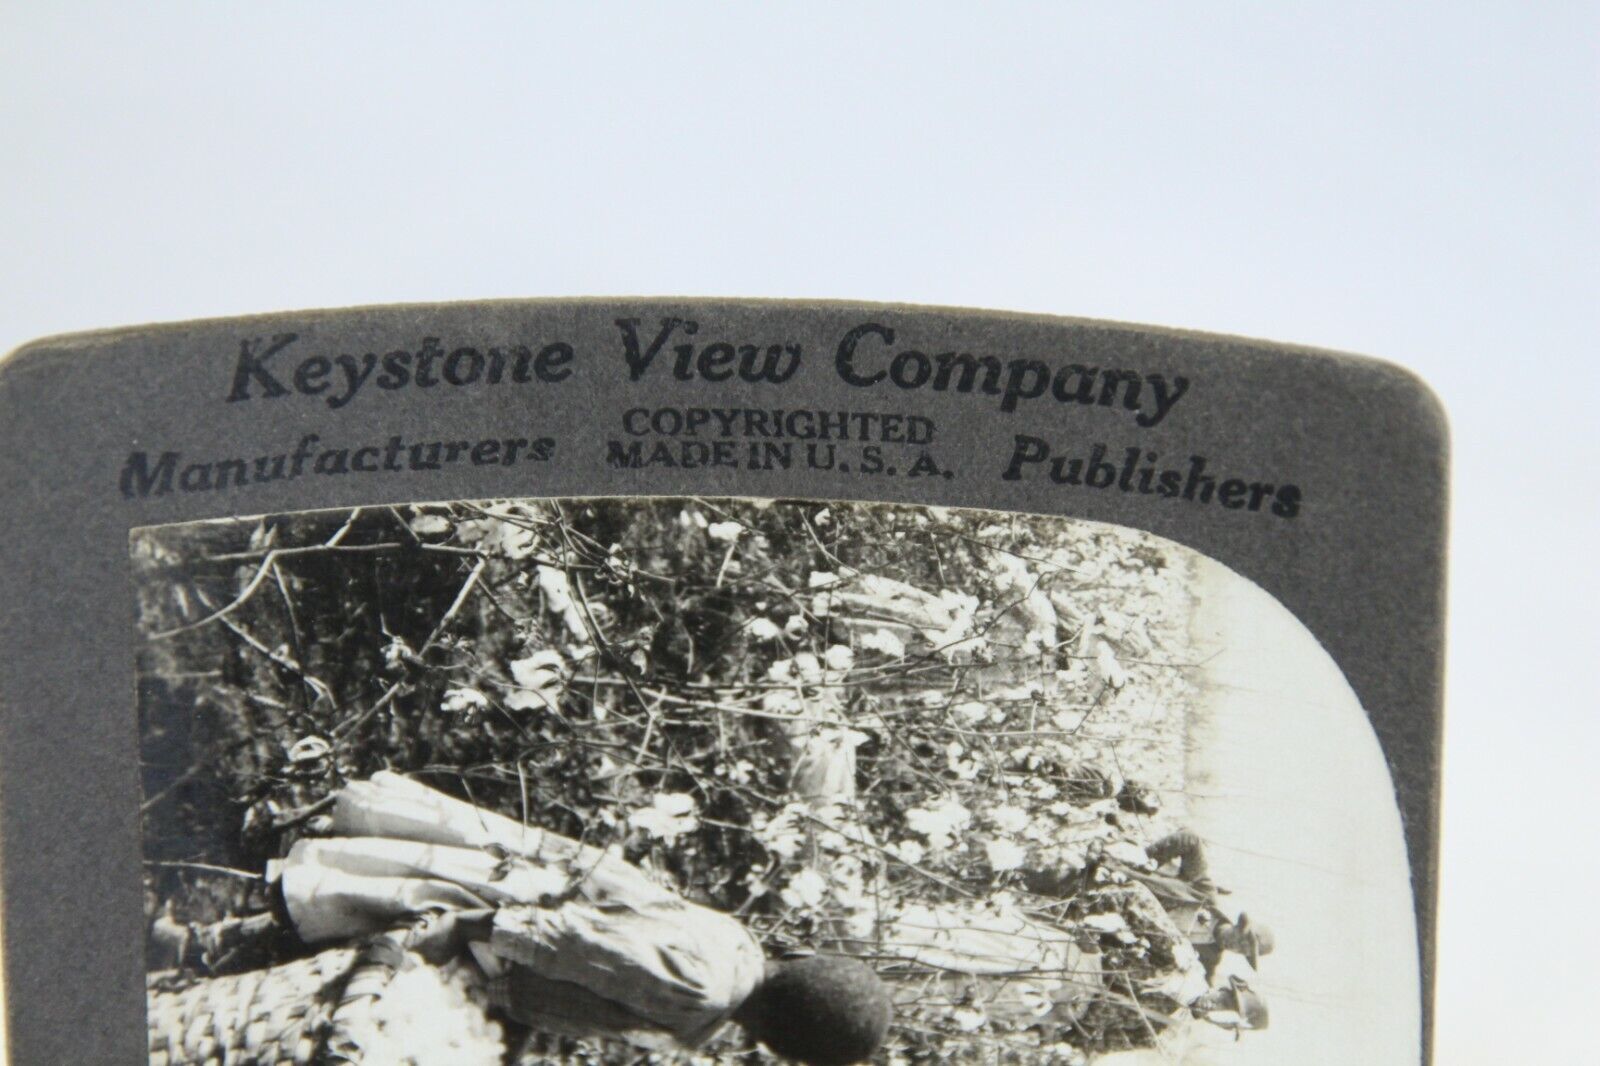 Keystone View Company
COPYRIGHTED
Manufacturers MADE IN U.S.A. Publishers